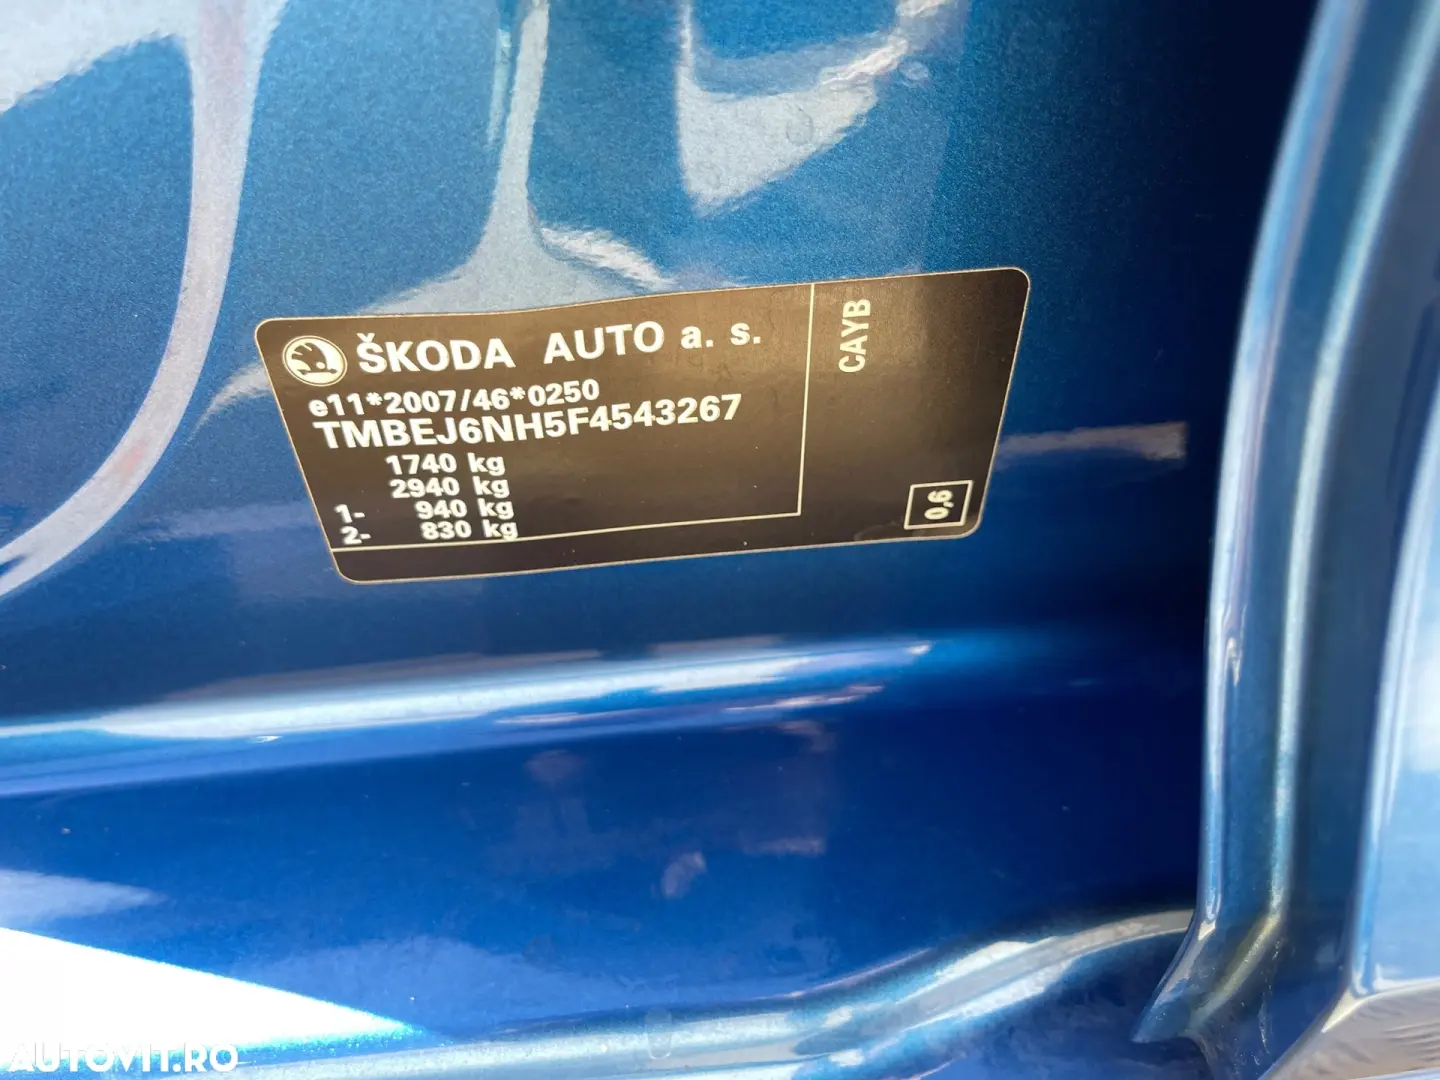 ŠKODA AUTO a. s.
e11*2007/46*0250
TMBEJ6NH5F4543267
1740 kg
2940 kg
1- 940 kg
2- 830 kg
CAYB
0,6
AUTOVIT.RO